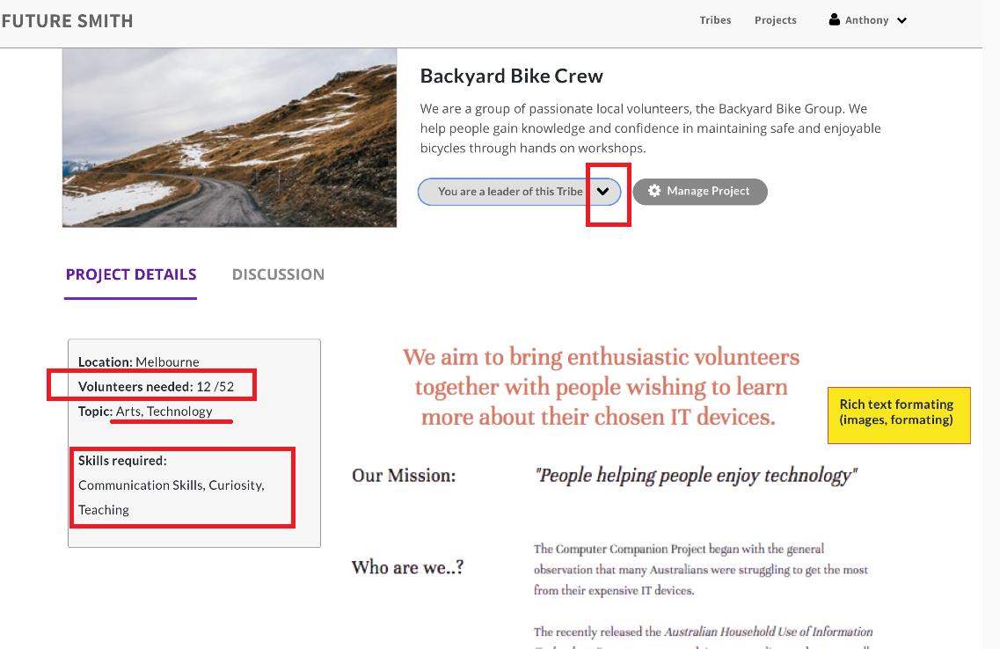 FUTURE SMITH
Tribes
Projects
Anthony
Backyard Bike Crew
We are a group of passionate local volunteers, the Backyard Bike Group. We
help people gain knowledge and confidence in maintaining safe and enjoyable
bicycles through hands on workshops.
You are a leader of this Tribe
Manage Project
PROJECT DETAILS
DISCUSSION
Location: Melbourne
Volunteers needed: 12 /52
Topic: Arts, Technology
Skills required:
Communication Skills, Curiosity,
Teaching
We aim to bring enthusiastic volunteers
together with people wishing to learn
more about their chosen IT devices.
Rich text formating
(images, formating)
Our Mission:
"People helping people enjoy technology"
Who are we..?
The Computer Companion Project began with the general
observation that many Australians were struggling to get the most
from their expensive IT devices.
The recently released the Australian Household Use of Information